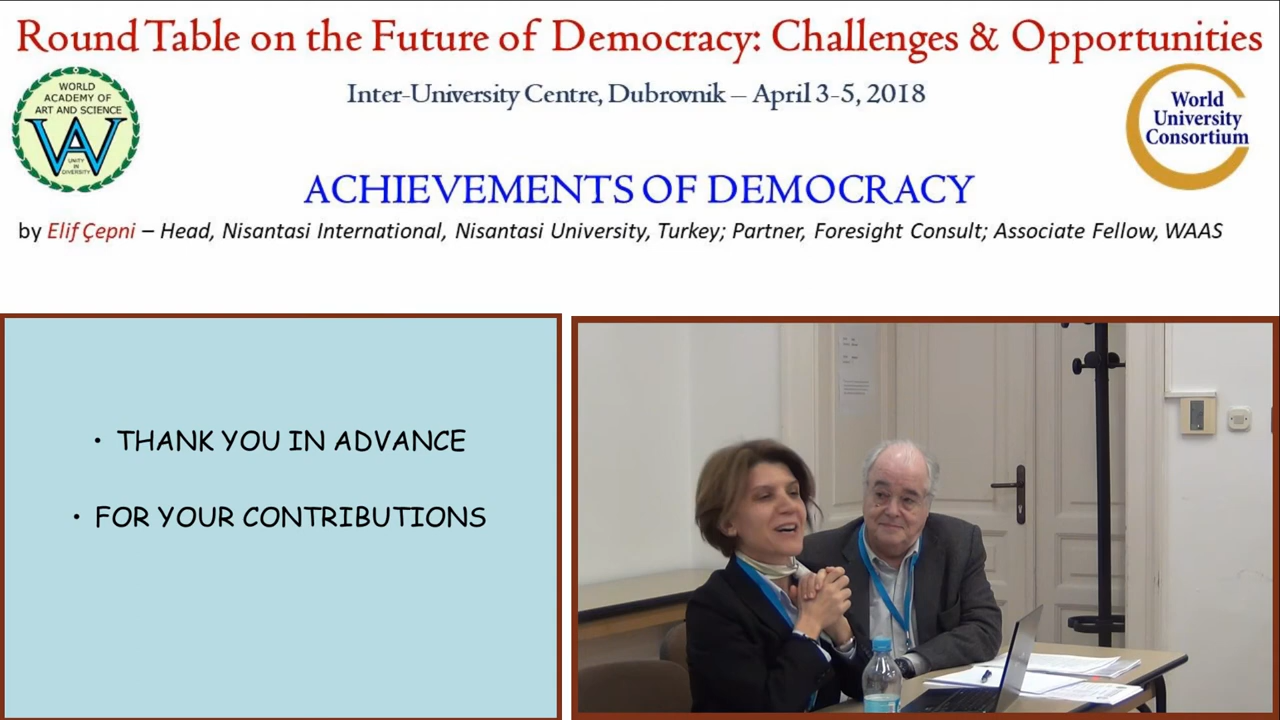 Round Table on the Future of Democracy: Challenges & Opportunities
Inter-University Centre, Dubrovnik – April 3-5, 2018
WORLD
ACADEMY OF
ART AND SCIENCE
WA
UNITY
IN
DIVERSITY
World
University
Consortium
ACHIEVEMENTS OF DEMOCRACY
by Elif Çepni – Head, Nisantasi International, Nisantasi University, Turkey; Partner, Foresight Consult; Associate Fellow, WAAS
• THANK YOU IN ADVANCE
• FOR YOUR CONTRIBUTIONS